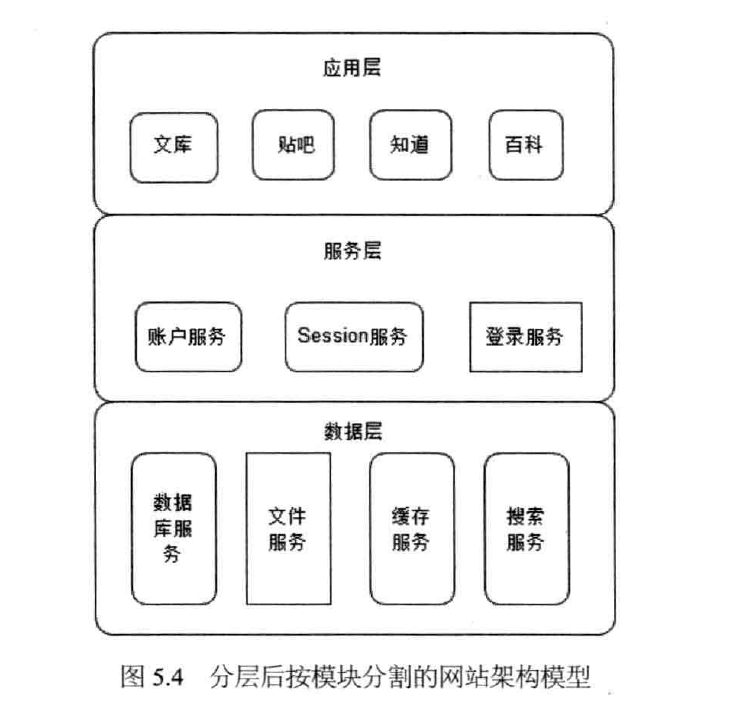 应用层
文库
贴吧
知道
百科
服务层
账户服务
Session服务
登录服务
数据层
数据
库服
务
文件
服务
缓存
服务
搜索
服务
图 5.4 分层后按模块分割的网站架构模型